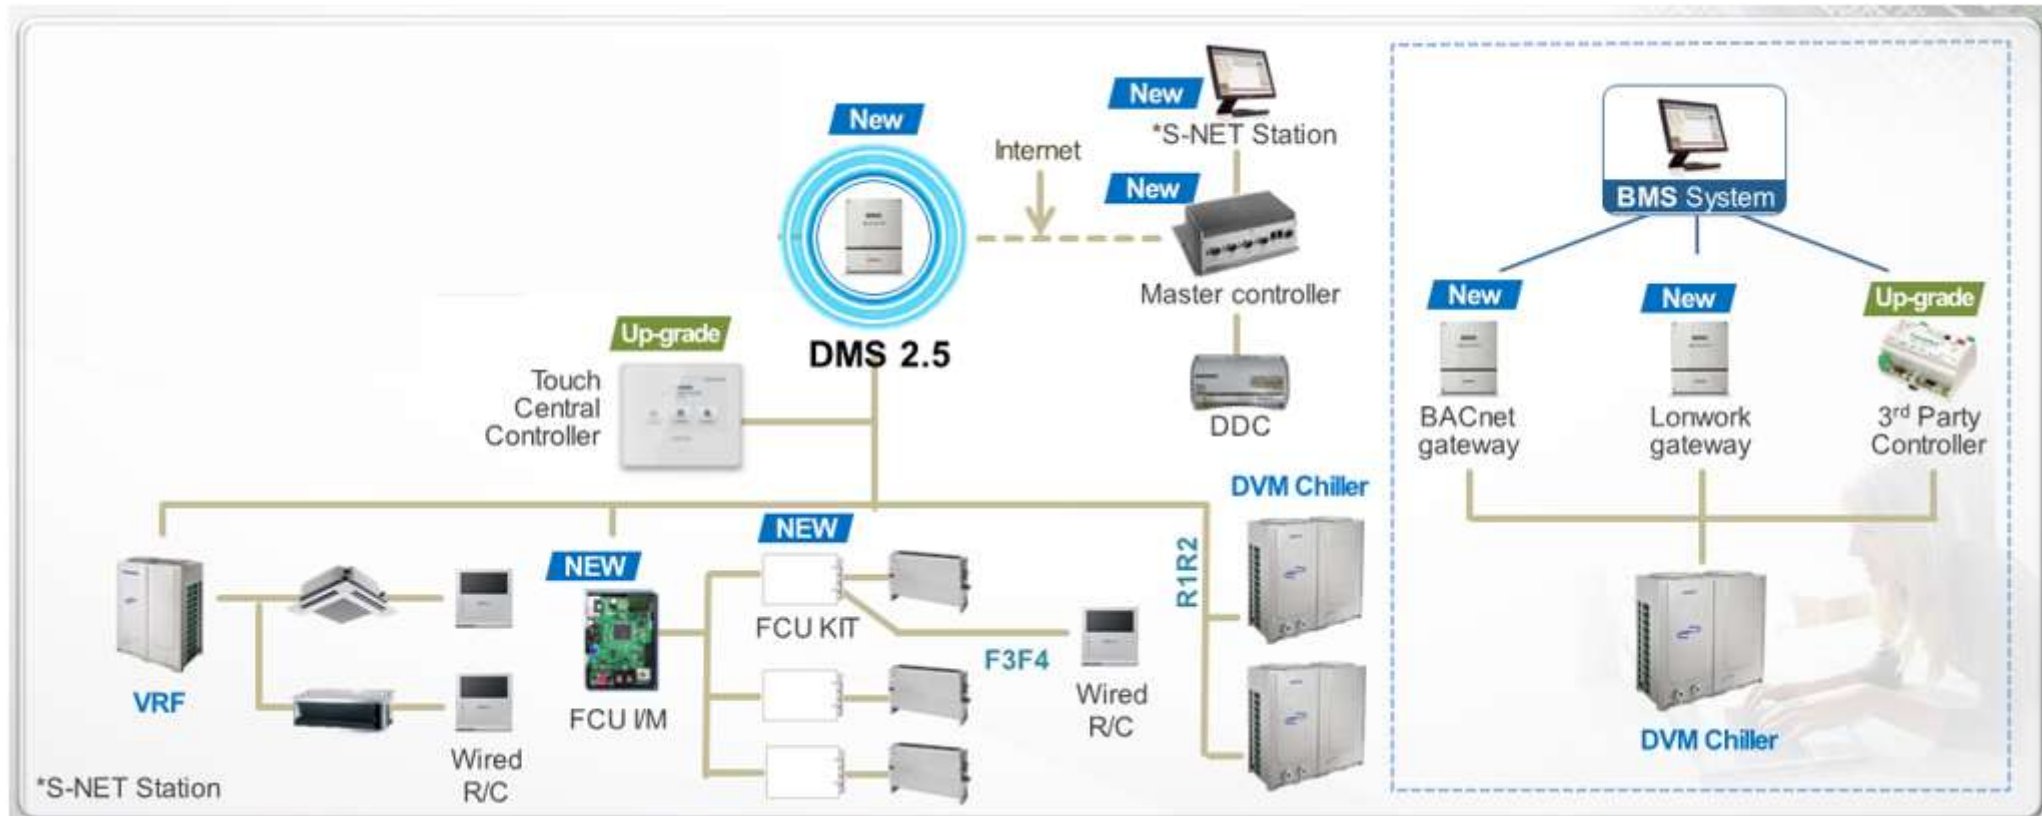 New
*S-NET Station
New
Internet
New
Master controller
DMS 2.5
Up-grade
Touch
Central
Controller
DDC
DVM Chiller
R1R2
VRF
Wired
R/C
NEW
FCU I/M
NEW
FCU KIT
F3F4
Wired
R/C
*S-NET Station
BMS System
New
BACnet
gateway
New
Lonwork
gateway
Up-grade
3rd Party
Controller
DVM Chiller